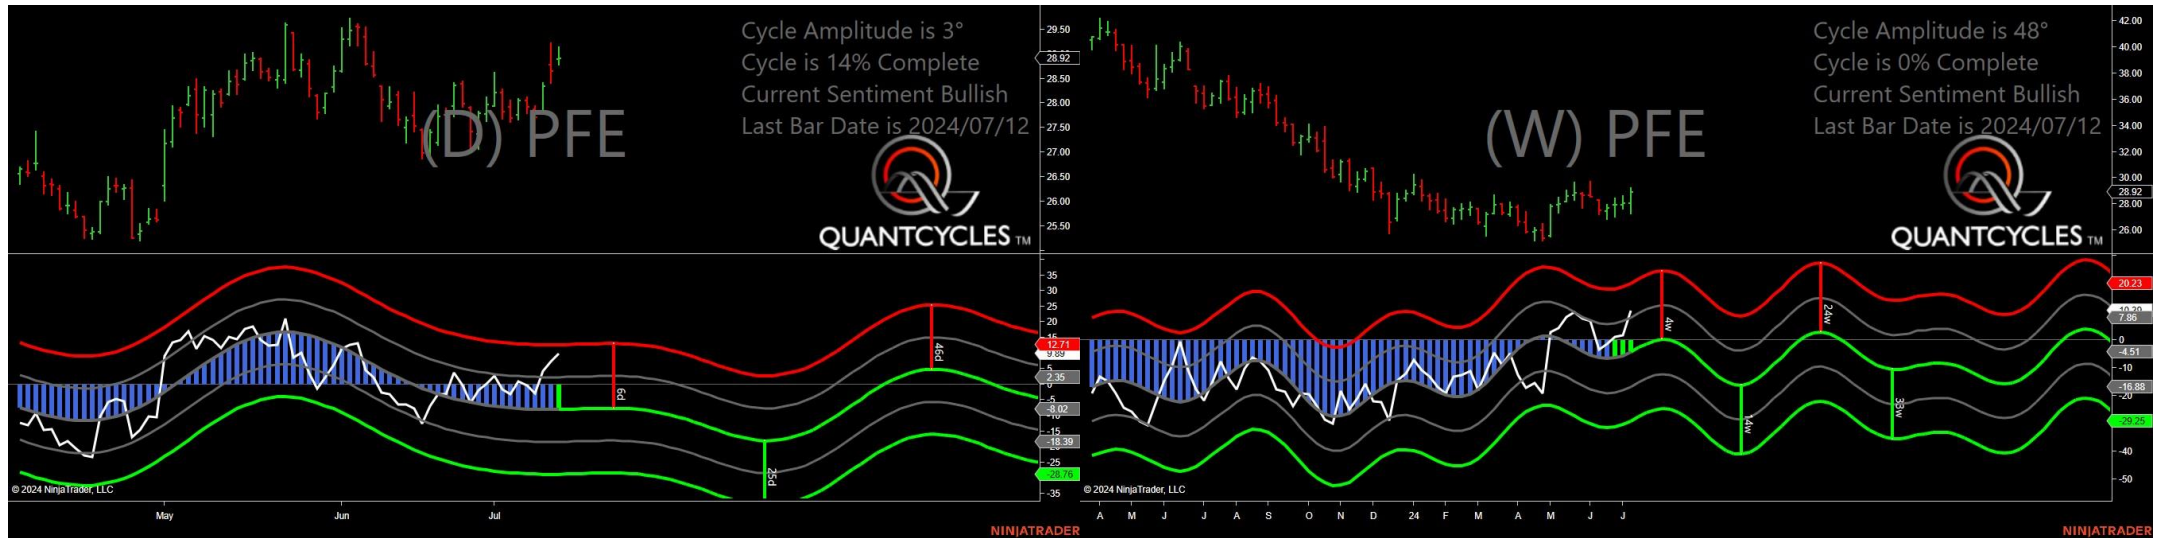 Cycle Amplitude is 3°
Cycle is 14% Complete
Current Sentiment Bullish
Last Bar Date is 2024/07/12
(D) PFE
QUANTCYCLES TM
29.50
28.92
28.50
28.00
27.50
27.00
26.50
26.00
25.50
35
30
25
20
15
12.71
9.89
5
2.35
-5
-8.02
-15
-18.39
-25
-28.76
-35
6d
25d
46d
© 2024 NinjaTrader, LLC
May
Jun
Jul
NINJATRADER
Cycle Amplitude is 48°
Cycle is 0% Complete
Current Sentiment Bullish
Last Bar Date is 2024/07/12
(W) PFE
QUANTCYCLES TM
42.00
40.00
38.00
36.00
34.00
32.00
30.00
28.92
28.00
26.00
20.23
7.86
0
-4.51
-10
-16.88
-20
-29.25
-40
-50
4w
14w
24w
33w
© 2024 NinjaTrader, LLC
A M J J A S O N D 24 F M A M J J
NINJATRADER